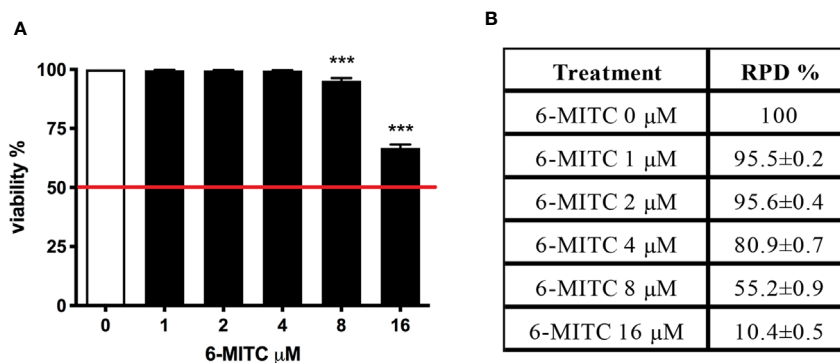 A
*** ***
100
75
50
25
0
viability %
0 1 2 4 8 16
6-MITC μM
B
Treatment RPD %
6-MITC 0 μM 100
6-MITC 1 μM 95.5±0.2
6-MITC 2 μM 95.6±0.4
6-MITC 4 μM 80.9±0.7
6-MITC 8 μM 55.2±0.9
6-MITC 16 μM 10.4±0.5